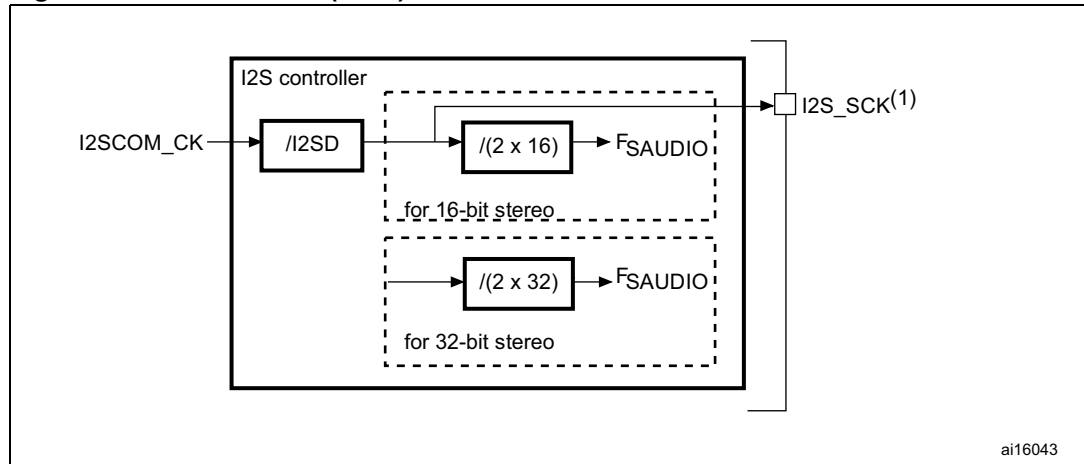 I2S controller
I2S_SCK(1)
I2SCOM_CK
/I2SD
/(2 x 16)
FSAUDIO
for 16-bit stereo
/(2 x 32)
FSAUDIO
for 32-bit stereo
ai16043